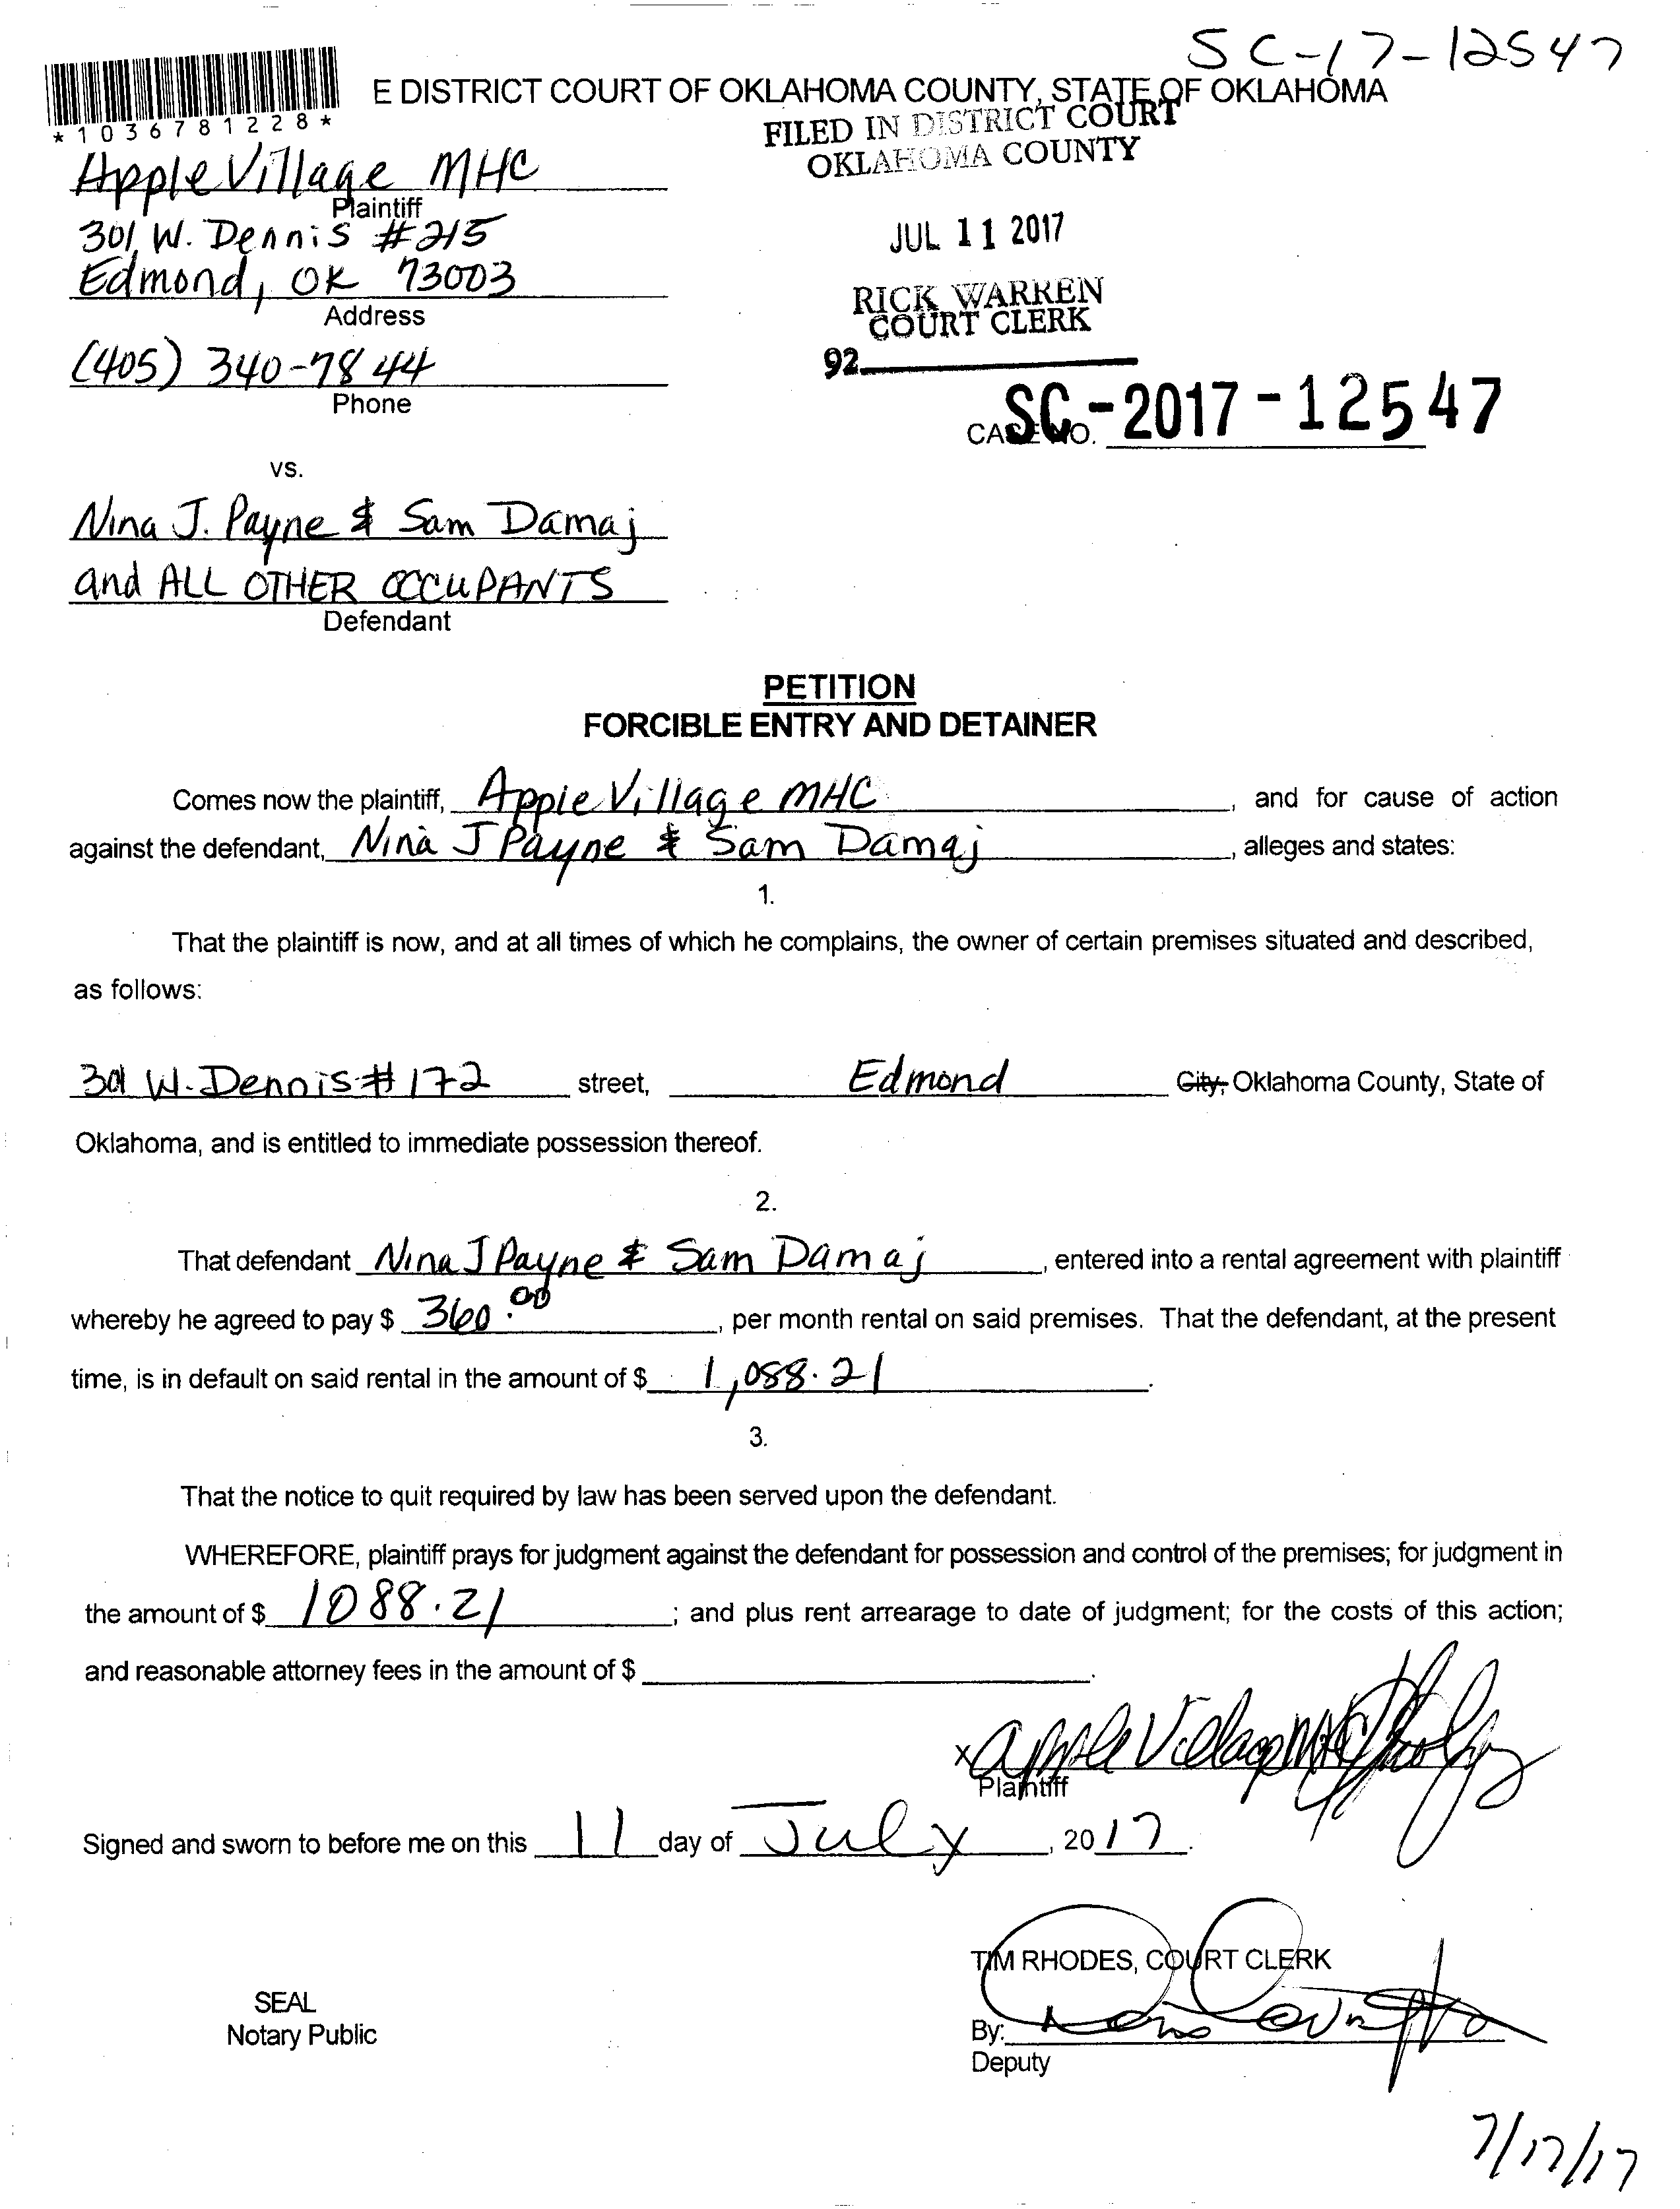 SC-17-12547
E DISTRICT COURT OF OKLAHOMA COUNTY, STATE OF OKLAHOMA
*1036781228*
FILED IN DISTRICT COURT
OKLAHOMA COUNTY
Apple Village MHC
Plaintiff
301 W. Dennis #215
JUL 11 2017
Edmond, OK 73003
Address
RICK WARREN
COURT CLERK
(405) 340-7844
Phone
92
CASE NO. SC-2017-12547
vs.
Nina J. Payne & Sam Damaj
and ALL OTHER OCCUPANTS
Defendant
PETITION
FORCIBLE ENTRY AND DETAINER
Comes now the plaintiff, Apple Village MHC, and for cause of action
against the defendant, Nina J Payne & Sam Damaj, alleges and states:
1.
That the plaintiff is now, and at all times of which he complains, the owner of certain premises situated and described,
as follows:
301 W. Dennis #172 street, Edmond City, Oklahoma County, State of
Oklahoma, and is entitled to immediate possession thereof.
2.
That defendant Nina J Payne & Sam Damaj, entered into a rental agreement with plaintiff
whereby he agreed to pay $ 360.00, per month rental on said premises. That the defendant, at the present
time, is in default on said rental in the amount of $ 1,088.21.
3.
That the notice to quit required by law has been served upon the defendant.
WHEREFORE, plaintiff prays for judgment against the defendant for possession and control of the premises; for judgment in
the amount of $ 1088.21; and plus rent arrearage to date of judgment; for the costs of this action;
and reasonable attorney fees in the amount of $ .
x Apple Village MHC
Plaintiff
Signed and sworn to before me on this 11 day of July, 2017.
TIM RHODES, COURT CLERK
SEAL
Notary Public
By:
Deputy
7/17/17